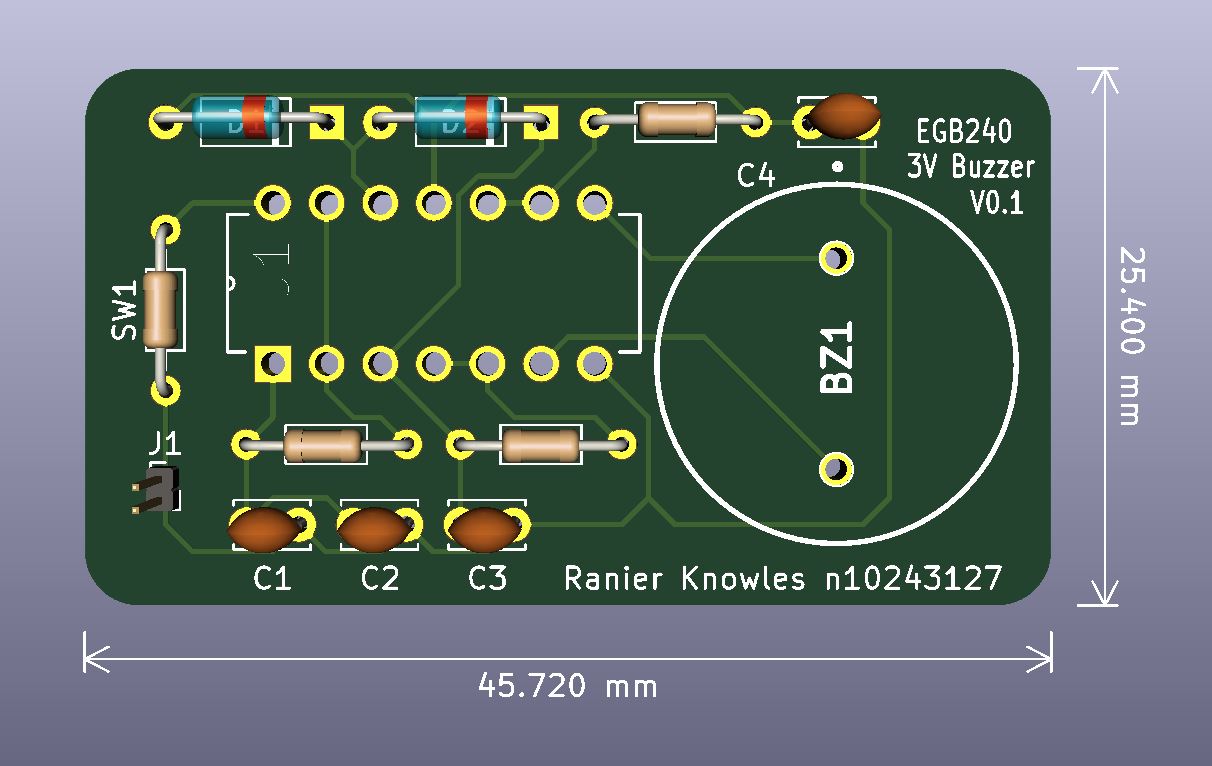 D1
D2
EGB240
3V Buzzer
V0.1
C4
SW1
BZ1
J1
C1
C2
C3
Ranier Knowles n10243127
25.400 mm
45.720 mm